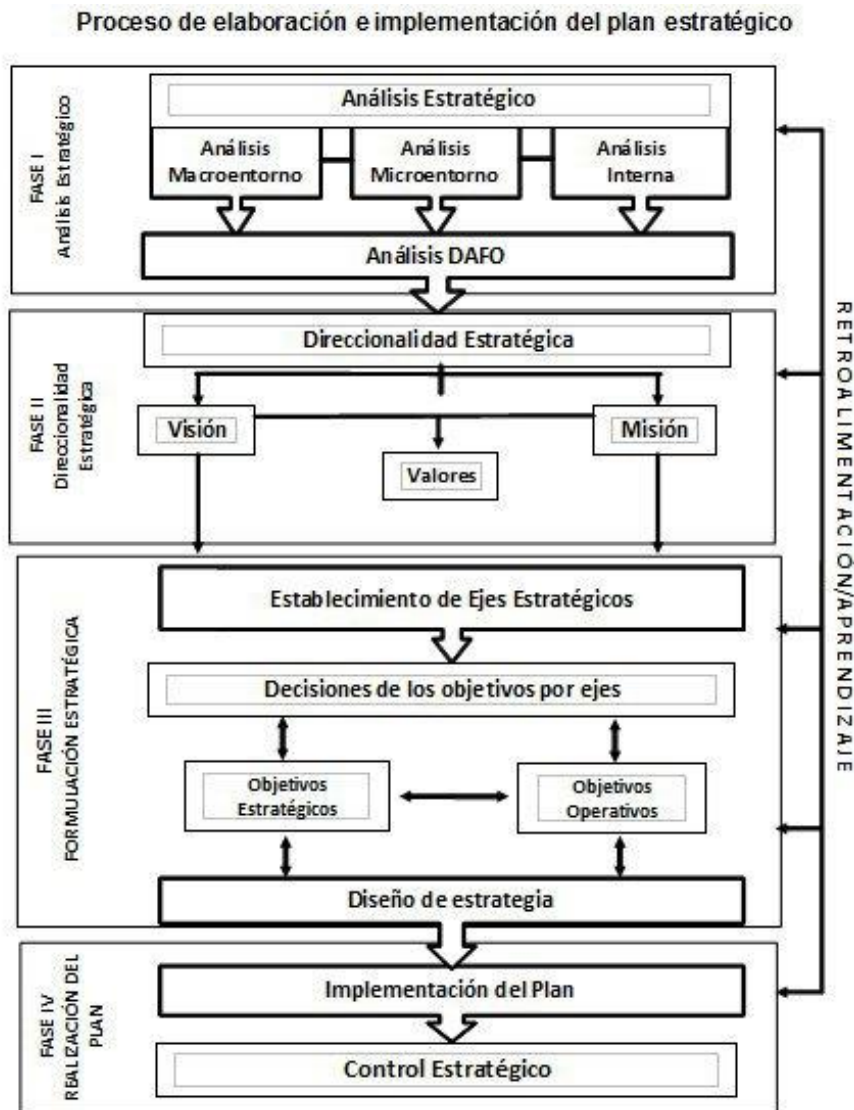 Proceso de elaboración e implementación del plan estratégico
FASE I
Análisis Estratégico
Análisis Estratégico
Análisis
Macroentorno
Análisis
Microentorno
Análisis
Interna
Análisis DAFO
FASE II
Direccionalidad
Estratégica
Direccionalidad Estratégica
Visión
Misión
Valores
FASE III
FORMULACIÓN ESTRATÉGICA
Establecimiento de Ejes Estratégicos
Decisiones de los objetivos por ejes
Objetivos
Estratégicos
Objetivos
Operativos
Diseño de estrategia
FASE IV
REALIZACIÓN DEL
PLAN
Implementación del Plan
Control Estratégico
RETROALIMENTACIÓN/APRENDIZAJE